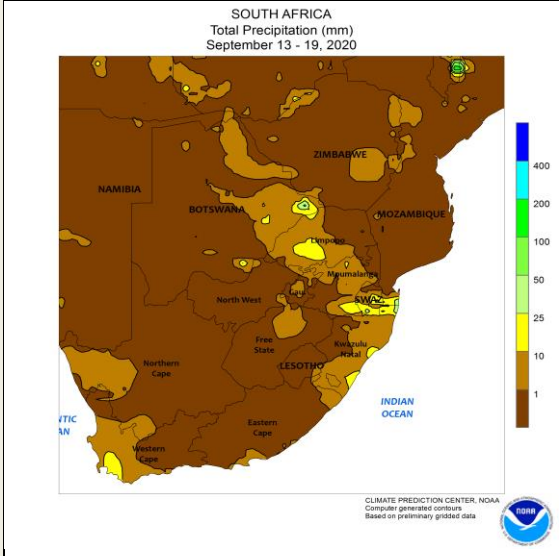 SOUTH AFRICA
Total Precipitation (mm)
September 13 - 19, 2020
ZIMBABWE
NAMIBIA
BOTSWANA
MOZAMBIQUE
Limpopo
Mpumalanga
Gau.
North West
SWAZ.
Free
State
Kwazulu
Natal
LESOTHO
Northern
Cape
Eastern
Cape
Western
Cape
NTIC
AN
INDIAN
OCEAN
400
200
100
50
25
10
1
CLIMATE PREDICTION CENTER, NOAA
Computer generated contours
Based on preliminary gridded data
NOAA